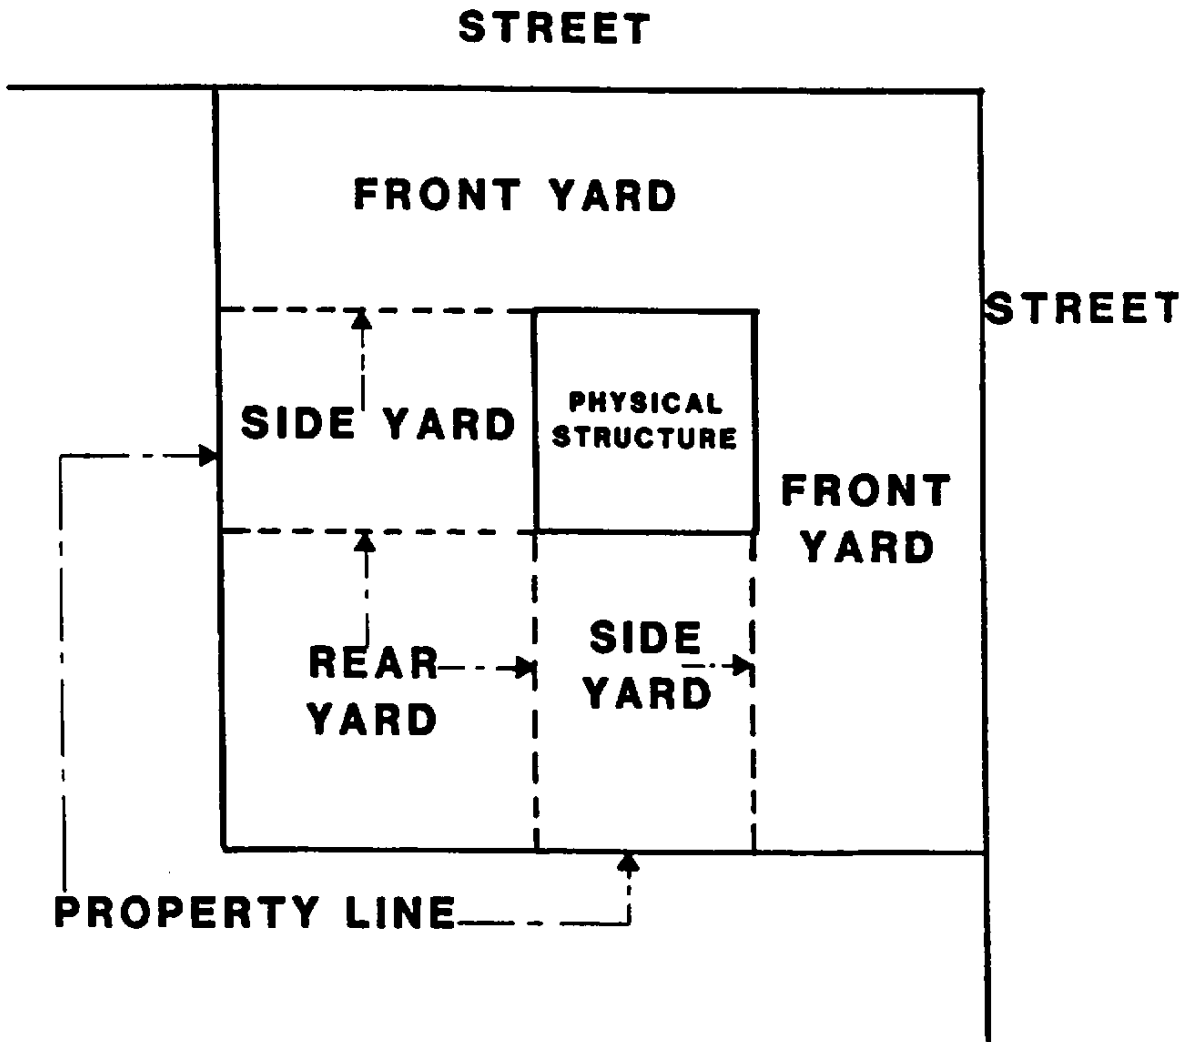 STREET
FRONT YARD
STREET
SIDE YARD
PHYSICAL
STRUCTURE
FRONT
YARD
REAR
YARD
SIDE
YARD
PROPERTY LINE